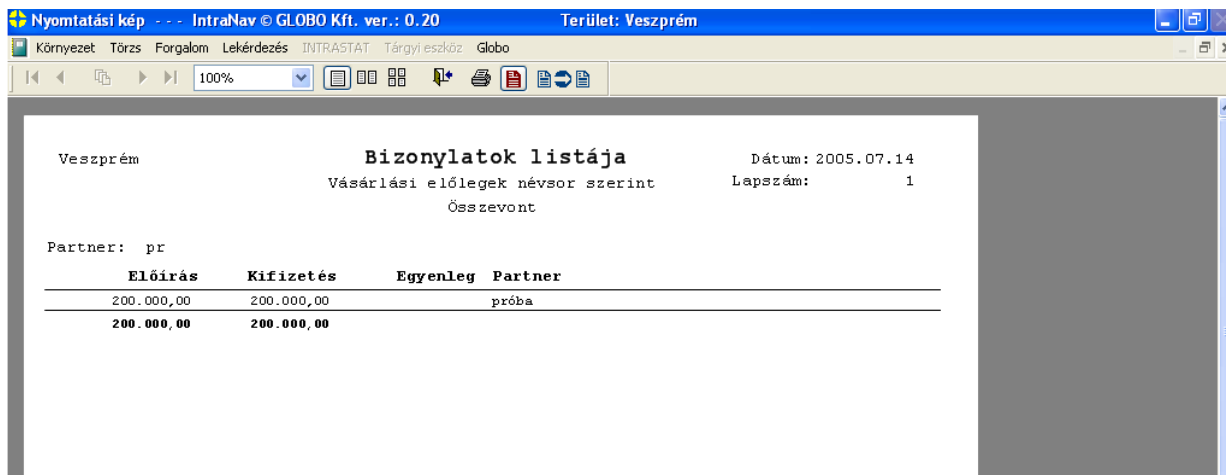 Nyomtatási kép - - - IntraNav © GLOBO Kft. ver.: 0.20 Terület: Veszprém
Környezet Törzs Forgalom Lekérdezés INTRASTAT Tárgyi eszköz Globo
100%
Veszprém Bizonylatok listája Dátum: 2005.07.14
Vásárlási előlegek névsor szerint Lapszám: 1
Összevont
Partner: pr
Előírás Kifizetés Egyenleg Partner
200.000,00 200.000,00 próba
200.000,00 200.000,00